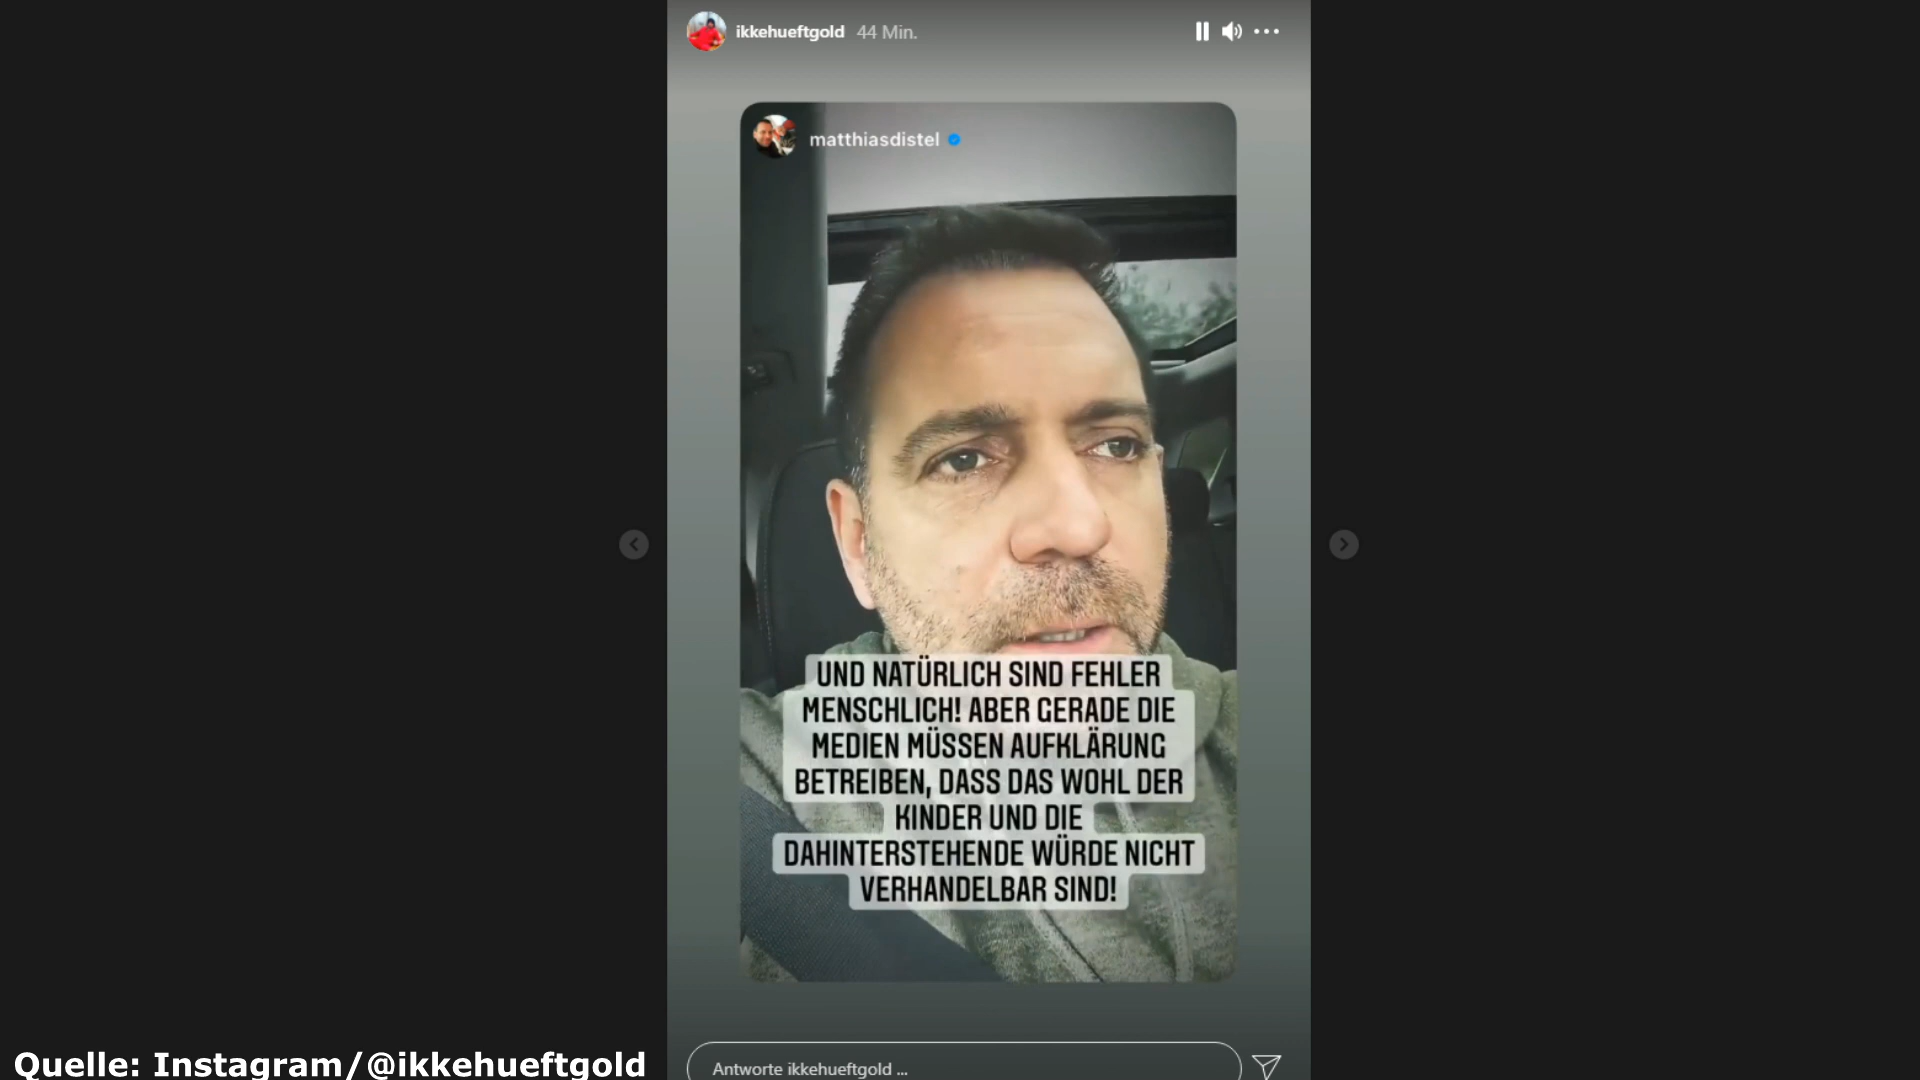 ikkehueftgold 44 Min.
matthiasdistel
UND NATÜRLICH SIND FEHLER
MENSCHLICH! ABER GERADE DIE
MEDIEN MÜSSEN AUFKLÄRUNG
BETREIBEN, DASS DAS WOHL DER
KINDER UND DIE
DAHINTERSTEHENDE WÜRDE NICHT
VERHANDELBAR SIND!
Antworte ikkehueftgold ...
Quelle: Instagram/@ikkehueftgold